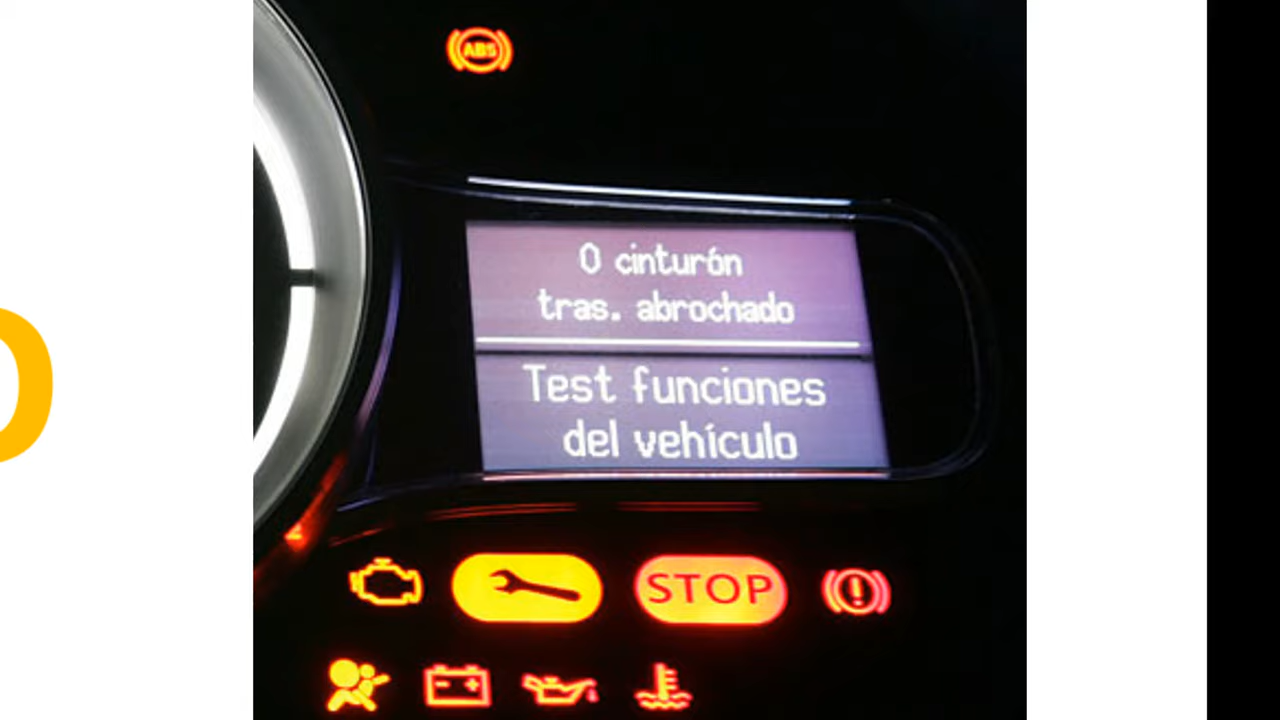 ABS
0 cinturón
tras. abrochado
Test funciones
del vehículo
STOP